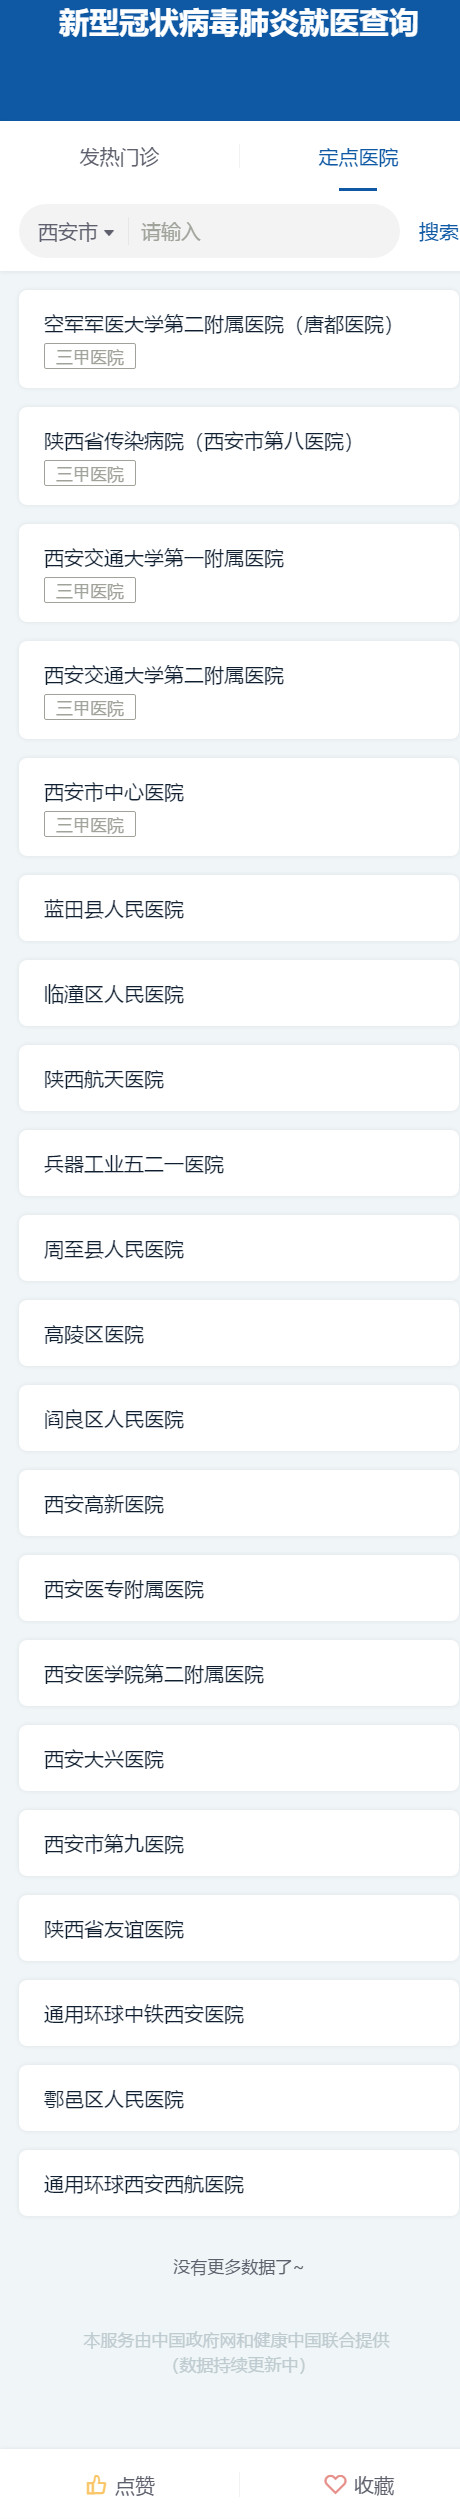 新型冠状病毒肺炎就医查询
发热门诊 定点医院
西安市 请输入 搜索
空军军医大学第二附属医院（唐都医院）
三甲医院
陕西省传染病院（西安市第八医院）
三甲医院
西安交通大学第一附属医院
三甲医院
西安交通大学第二附属医院
三甲医院
西安市中心医院
三甲医院
蓝田县人民医院
临潼区人民医院
陕西航天医院
兵器工业五二一医院
周至县人民医院
高陵区医院
阎良区人民医院
西安高新医院
西安医专附属医院
西安医学院第二附属医院
西安大兴医院
西安市第九医院
陕西省友谊医院
通用环球中铁西安医院
鄠邑区人民医院
通用环球西安西航医院
没有更多数据了~
本服务由中国政府网和健康中国联合提供
（数据持续更新中）
点赞 收藏